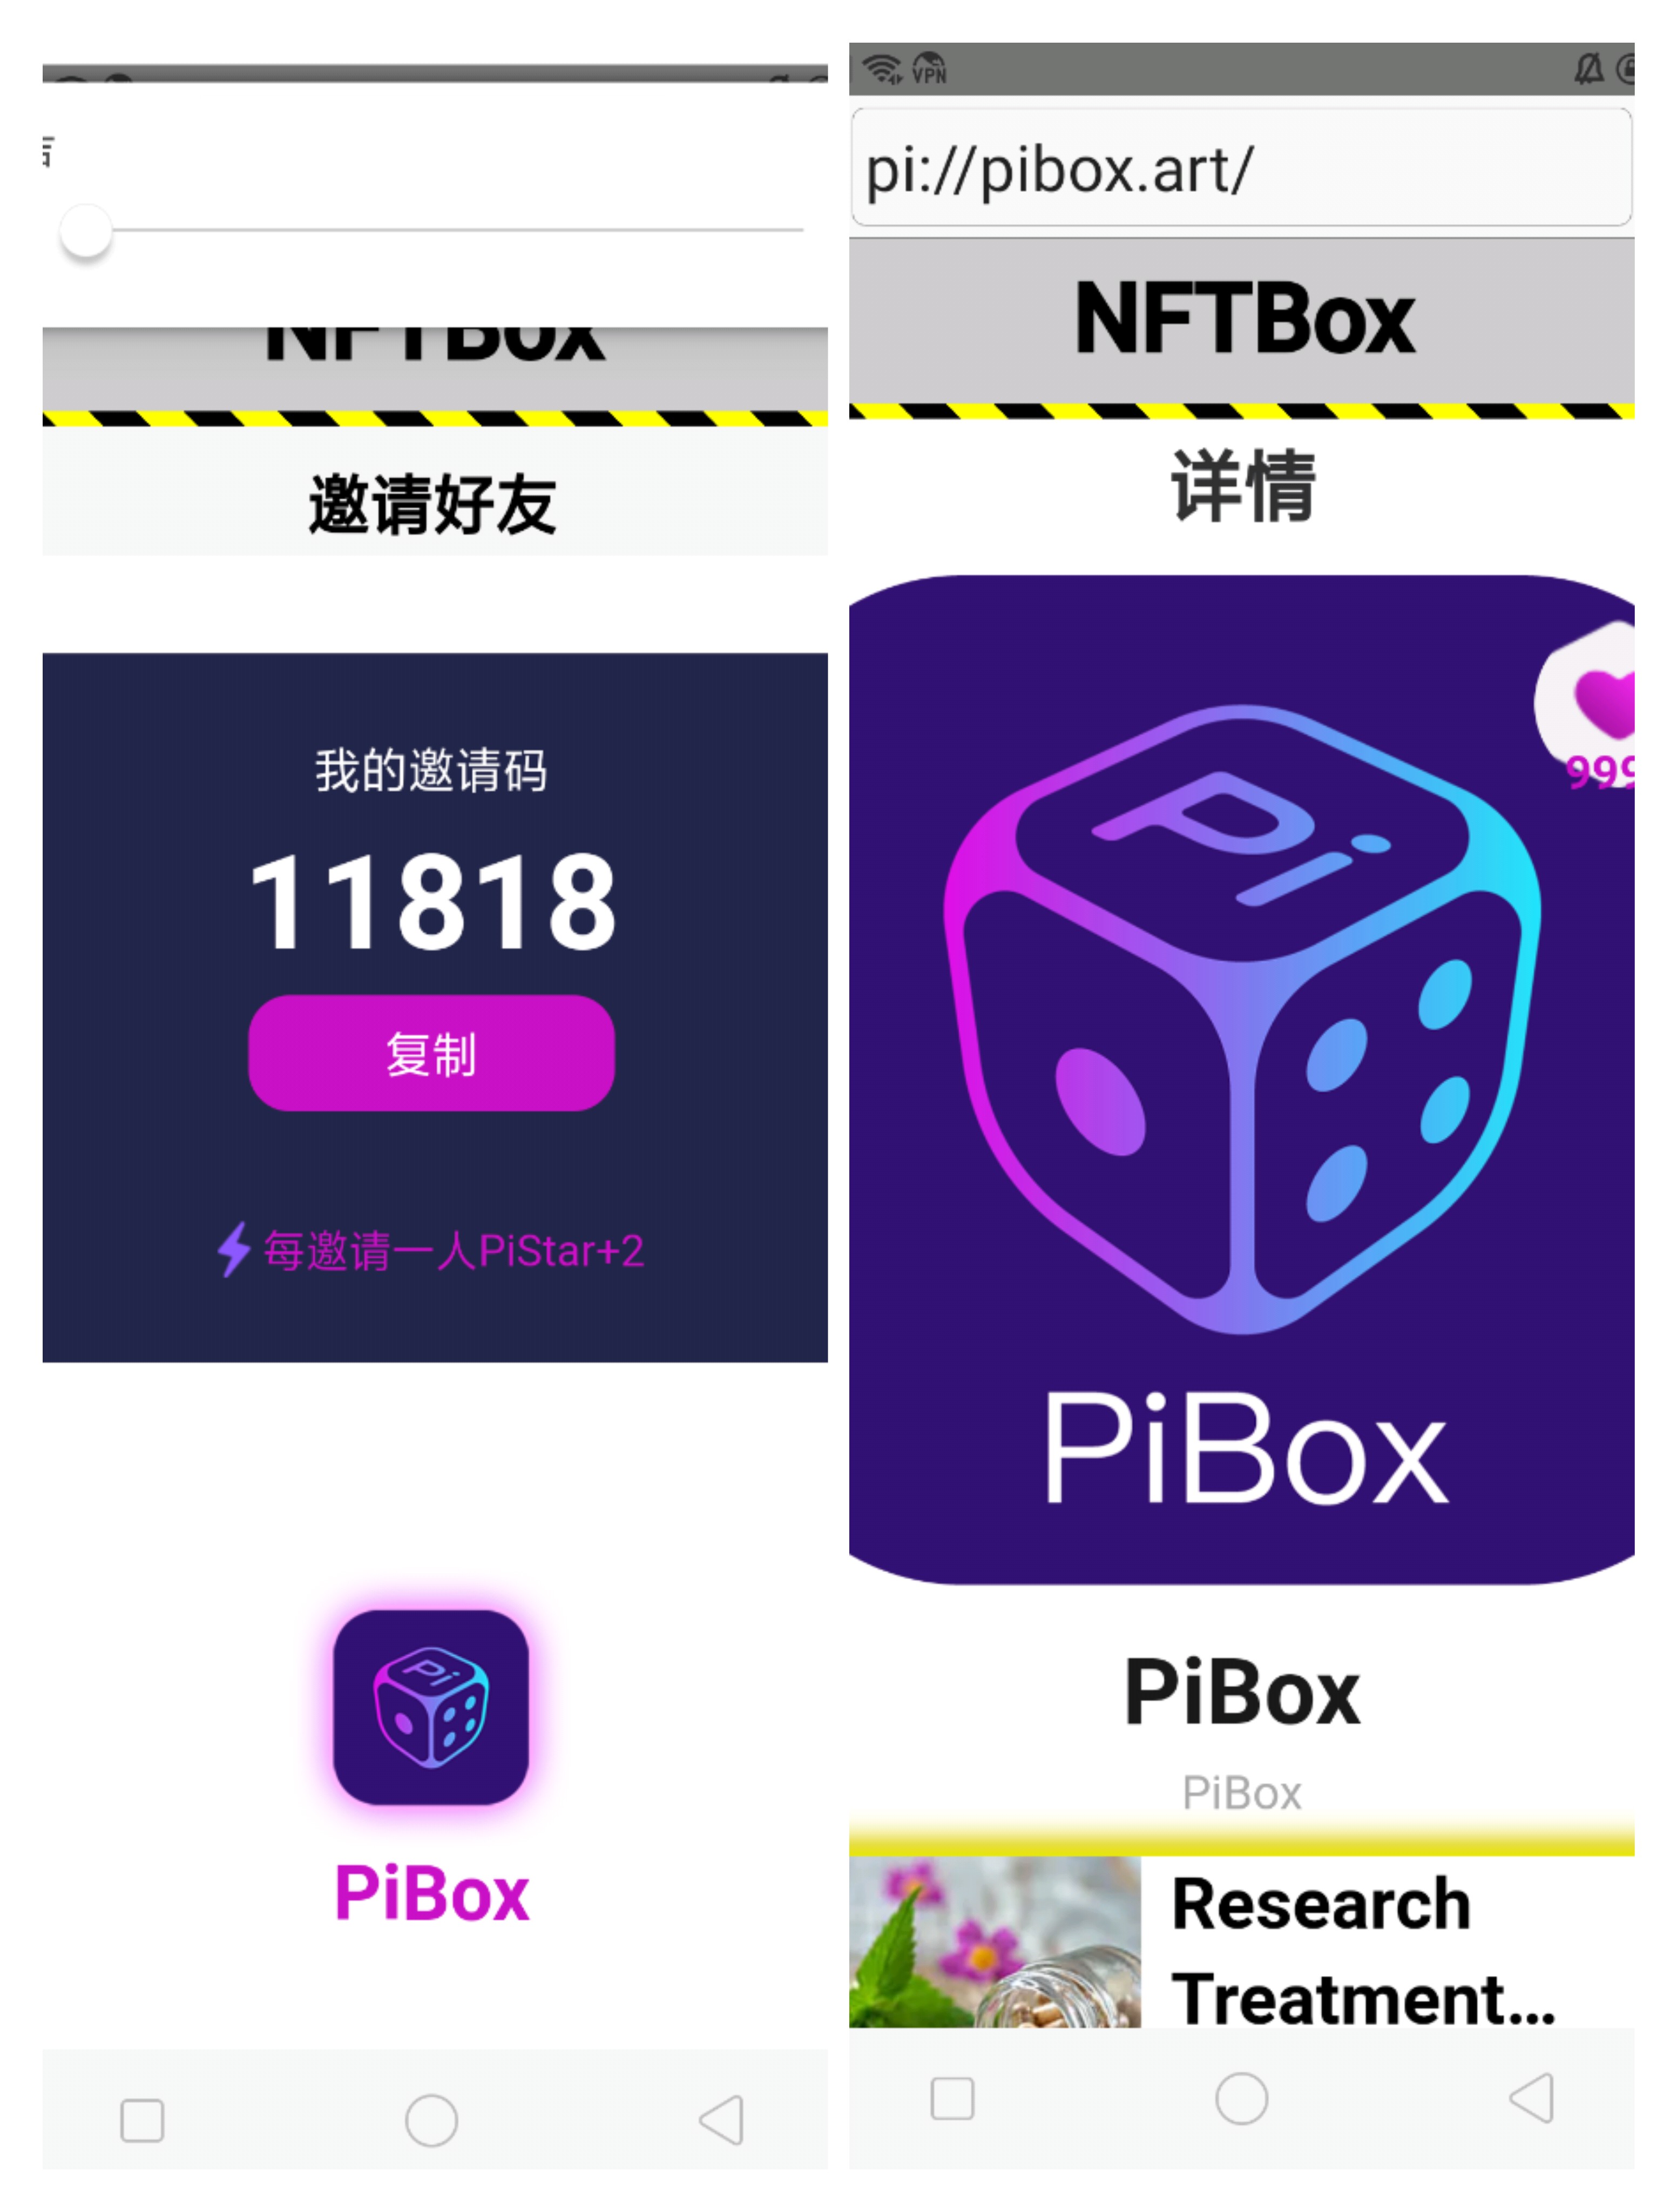 NFTBox
邀请好友
我的邀请码
11818
复制
每邀请一人PiStar+2
Pi
PiBox
VPN
pi://pibox.art/
NFTBox
详情
999
Pi
PiBox
PiBox
PiBox
Research
Treatment...